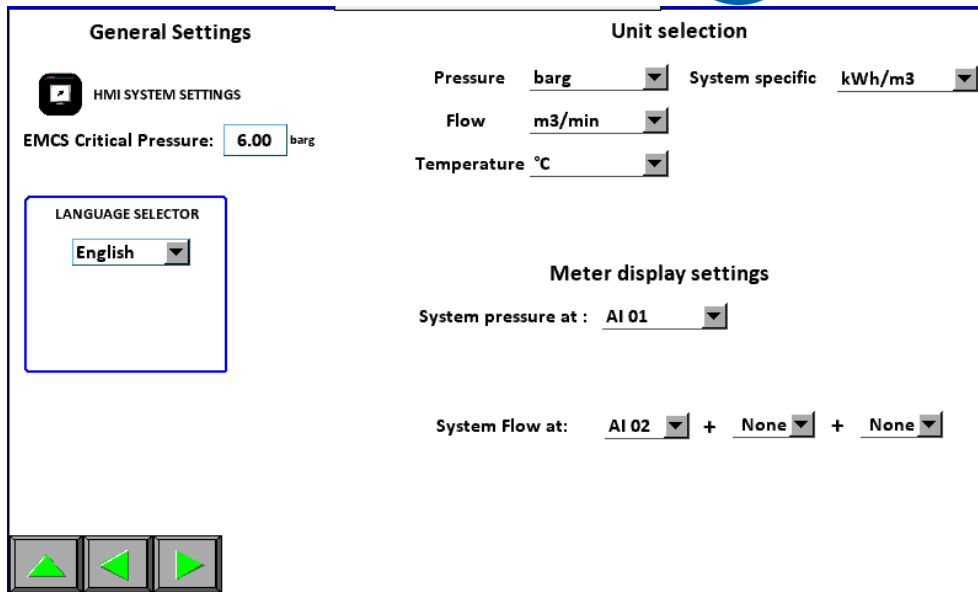 General Settings
HMI SYSTEM SETTINGS
EMCS Critical Pressure: 6.00 barg
LANGUAGE SELECTOR
English
Unit selection
Pressure barg System specific kWh/m3
Flow m3/min
Temperature °C
Meter display settings
System pressure at : AI 01
System Flow at: AI 02 + None + None